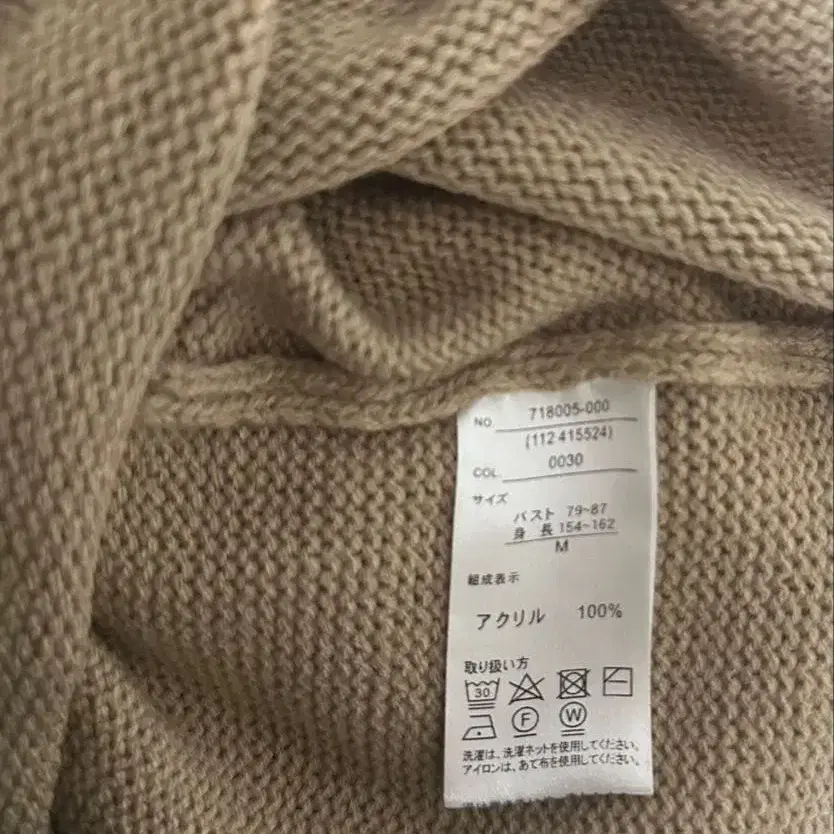 NO. 718005-000
(112 415524)
COL. 0030
サイズ
バスト 79~87
身 長 154~162
M
組成表示
アクリル 100%
取り扱い方
30
F W
洗濯は、洗濯ネットを使用してください。
アイロンは、あて布を使用してください。